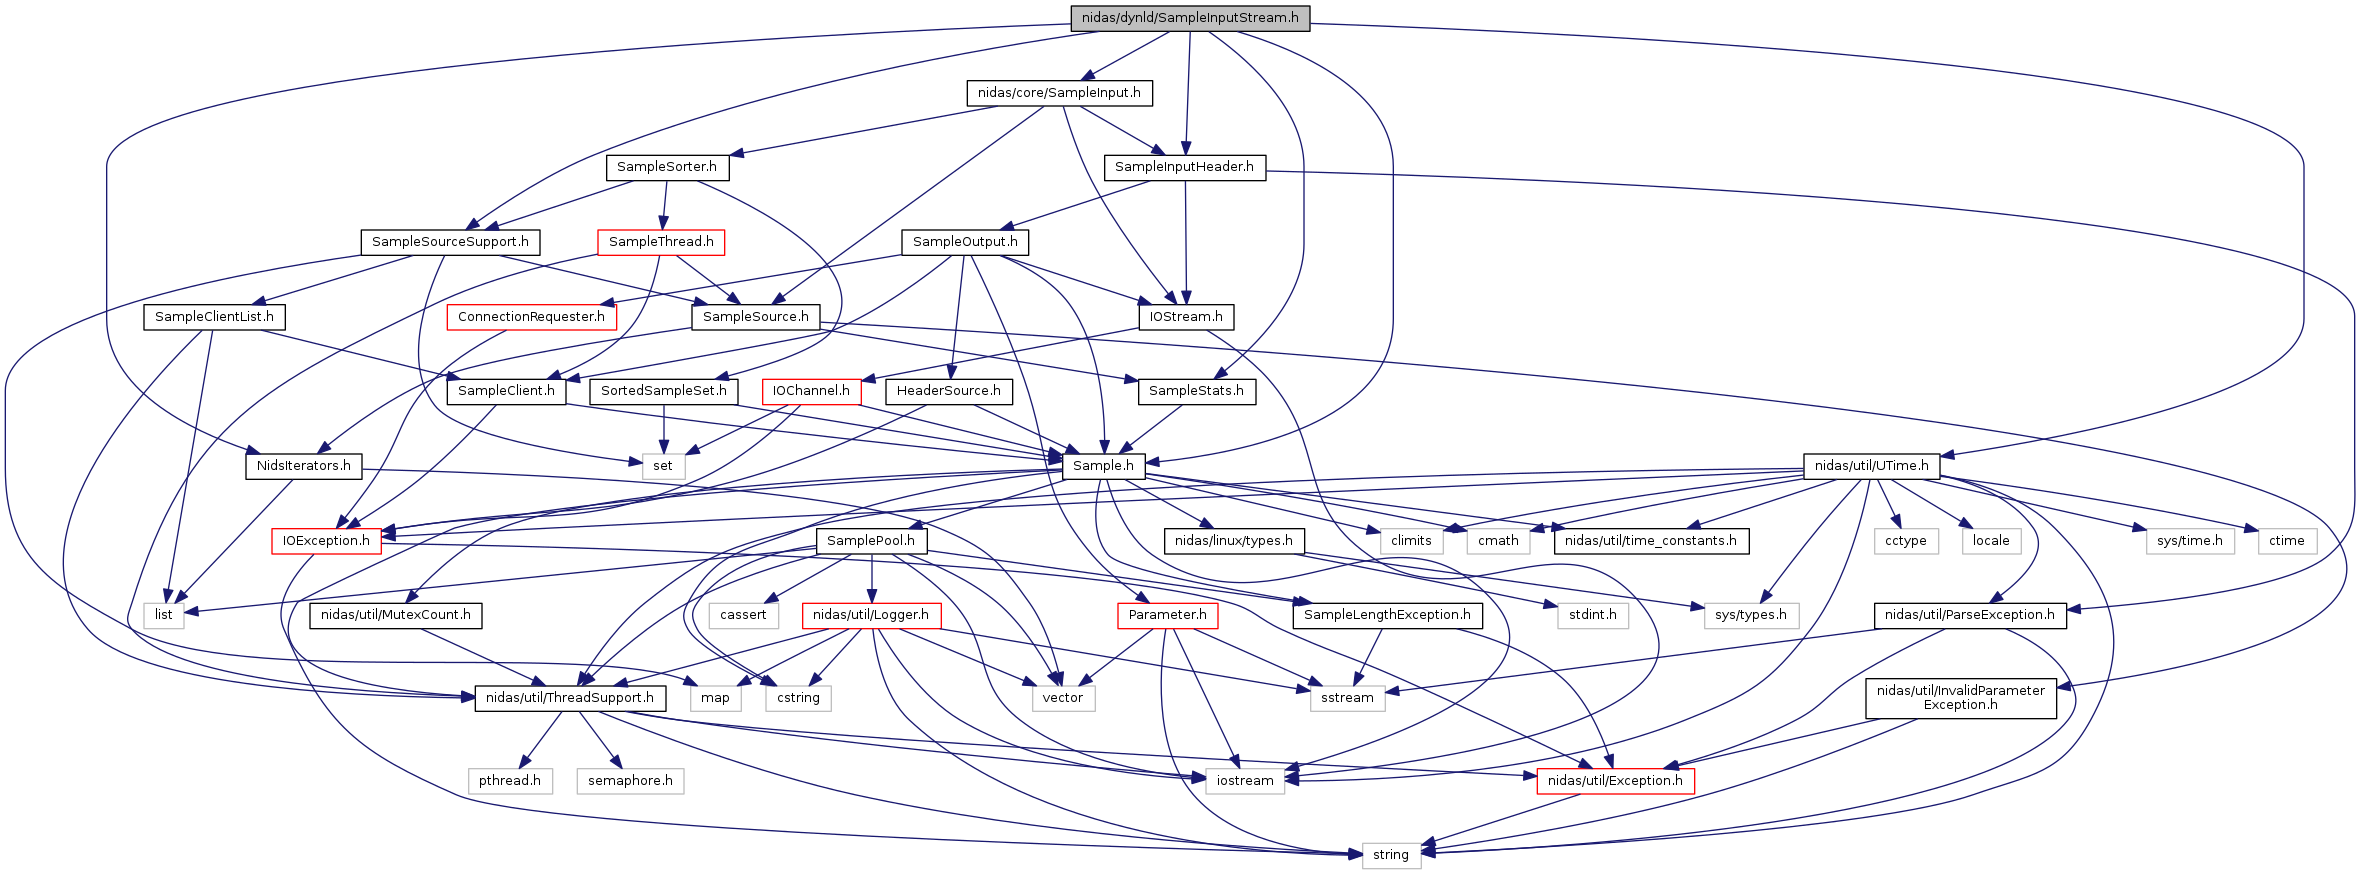 nidas/dynld/SampleInputStream.h
nidas/core/SampleInput.h
SampleSorter.h
SampleInputHeader.h
SampleSourceSupport.h
SampleThread.h
SampleOutput.h
SampleClientList.h
ConnectionRequester.h
SampleSource.h
IOStream.h
SampleClient.h
SortedSampleSet.h
IOChannel.h
HeaderSource.h
SampleStats.h
NidsIterators.h
set
Sample.h
nidas/util/UTime.h
IOException.h
SamplePool.h
nidas/linux/types.h
climits
cmath
nidas/util/time_constants.h
cctype
locale
sys/time.h
ctime
list
nidas/util/MutexCount.h
cassert
nidas/util/Logger.h
Parameter.h
SampleLengthException.h
stdint.h
sys/types.h
nidas/util/ParseException.h
nidas/util/ThreadSupport.h
map
cstring
vector
sstream
nidas/util/InvalidParameter
Exception.h
pthread.h
semaphore.h
iostream
nidas/util/Exception.h
string